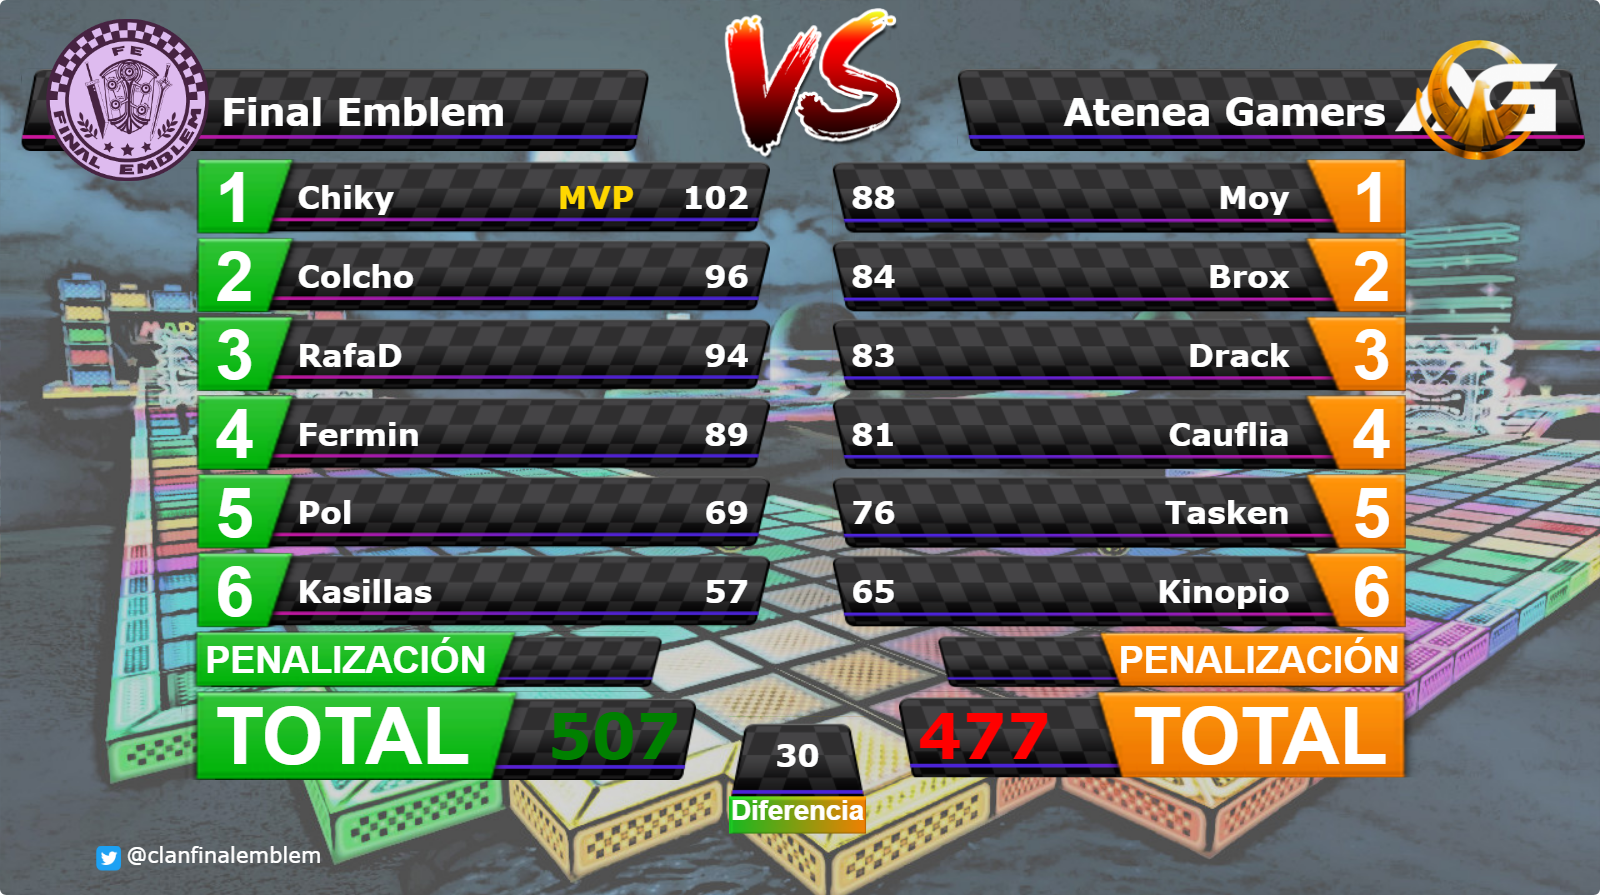 VS
FE
FINAL EMBLEM
Final Emblem
Atenea Gamers
AG
1 Chiky MVP 102
88 Moy 1
2 Colcho 96
84 Brox 2
3 RafaD 94
83 Drack 3
4 Fermin 89
81 Cauflia 4
5 Pol 69
76 Tasken 5
6 Kasillas 57
65 Kinopio 6
PENALIZACIÓN
PENALIZACIÓN
TOTAL 507
477 TOTAL
30
Diferencia
@clanfinalemblem